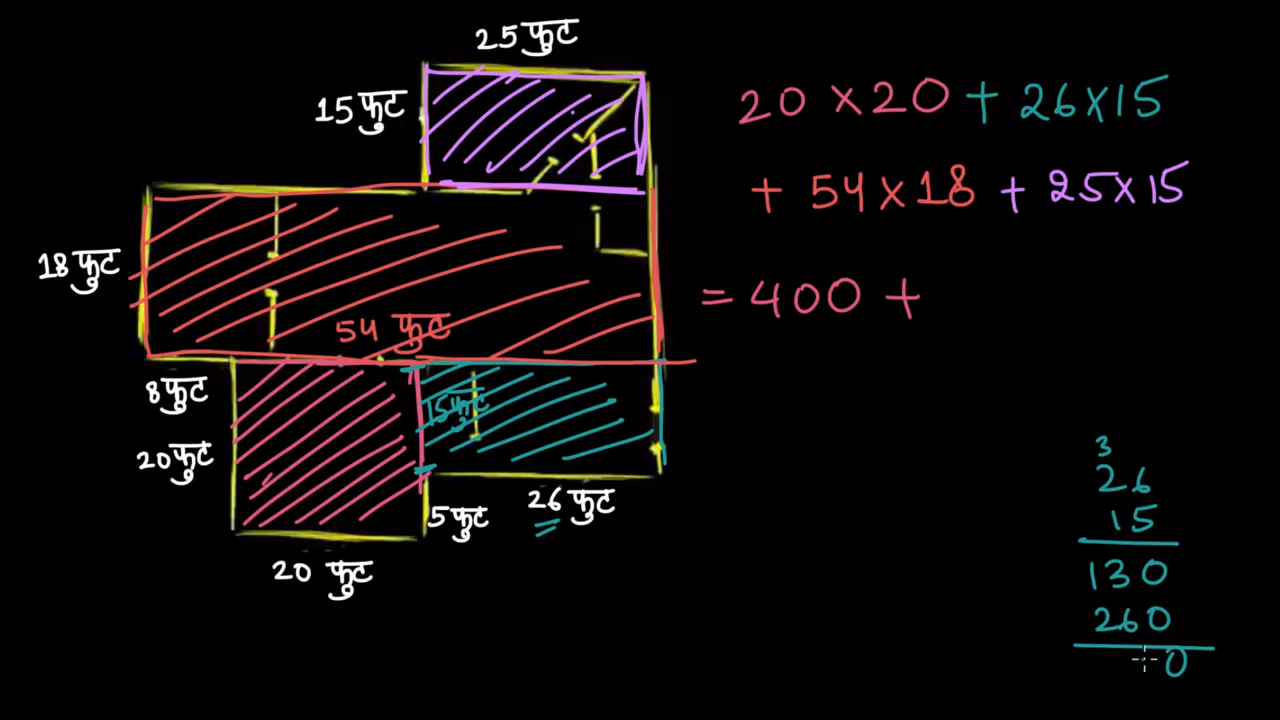 25 फुट
15 फुट
20 × 20 + 26 × 15
+ 54 × 18 + 25 × 15
18 फुट
= 400 +
54 फुट
8 फुट
15 फुट
20 फुट
26 फुट
5 फुट
20 फुट
3
26
15
130
260
0